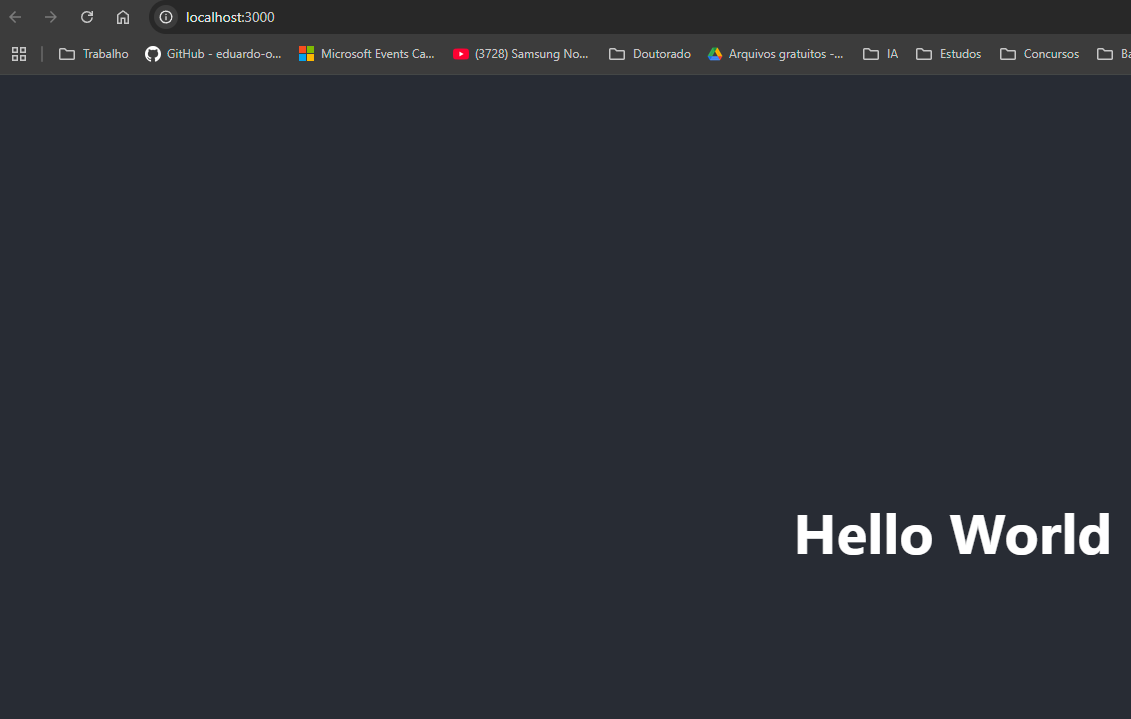 localhost:3000
Trabalho GitHub - eduardo-o... Microsoft Events Ca... (3728) Samsung No... Doutorado Arquivos gratuitos -... IA Estudos Concursos Ba
Hello World